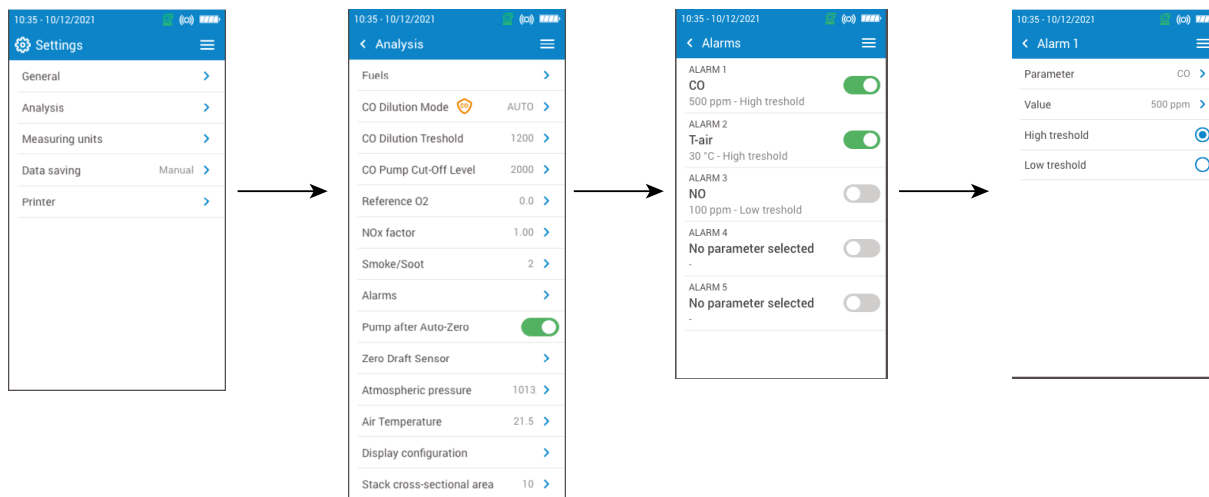 10:35 - 10/12/2021
Settings
General
Analysis
Measuring units
Data saving Manual
Printer
10:35 - 10/12/2021
Analysis
Fuels
CO Dilution Mode AUTO
CO Dilution Treshold 1200
CO Pump Cut-Off Level 2000
Reference O2 0.0
NOx factor 1.00
Smoke/Soot 2
Alarms
Pump after Auto-Zero
Zero Draft Sensor
Atmospheric pressure 1013
Air Temperature 21.5
Display configuration
Stack cross-sectional area 10
10:35 - 10/12/2021
Alarms
ALARM 1
CO
500 ppm - High treshold
ALARM 2
T-air
30 °C - High treshold
ALARM 3
NO
100 ppm - Low treshold
ALARM 4
No parameter selected
-
ALARM 5
No parameter selected
-
10:35 - 10/12/2021
Alarm 1
Parameter CO
Value 500 ppm
High treshold
Low treshold